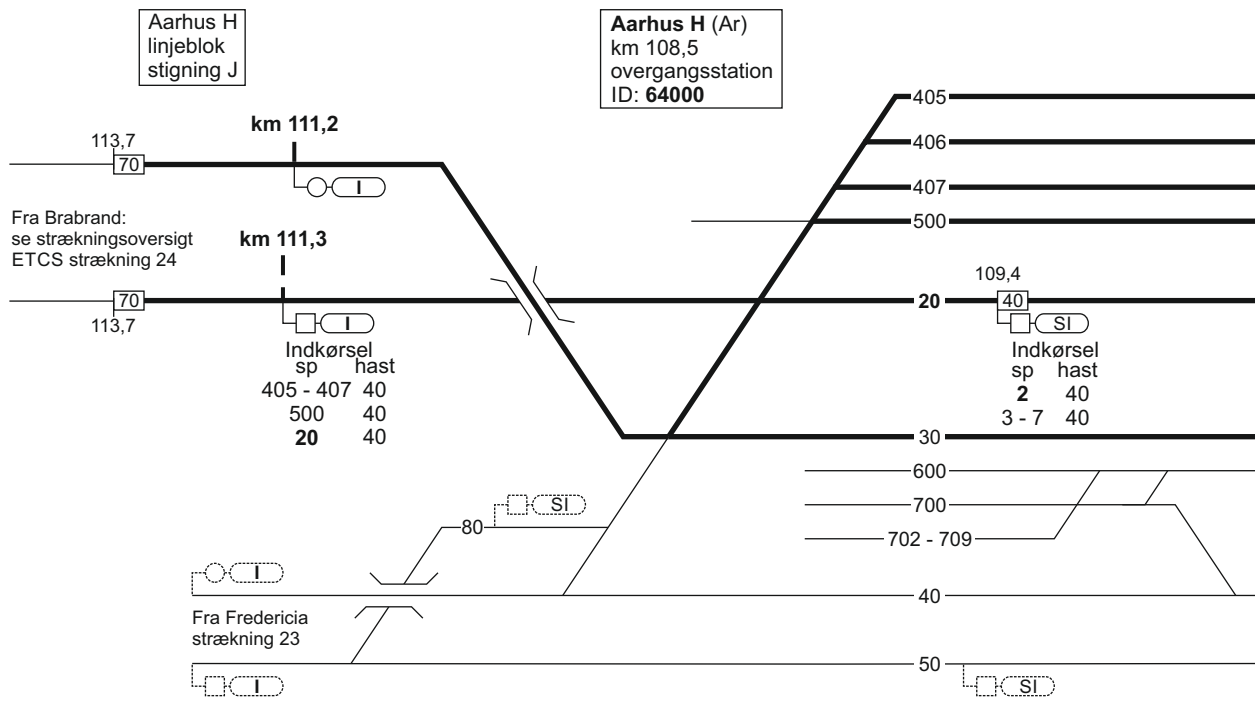 Aarhus H
linjeblok
stigning J
Aarhus H (Ar)
km 108,5
overgangsstation
ID: 64000
405
406
407
500
km 111,2
113,7
70
I
Fra Brabrand:
se strækningsoversigt
ETCS strækning 24
km 111,3
70
113,7
I
Indkørsel
sp hast
405 - 407 40
500 40
20 40
20
109,4
40
SI
Indkørsel
sp hast
2 40
3 - 7 40
30
600
700
702 - 709
SI
80
I
40
Fra Fredericia
strækning 23
50
I
SI